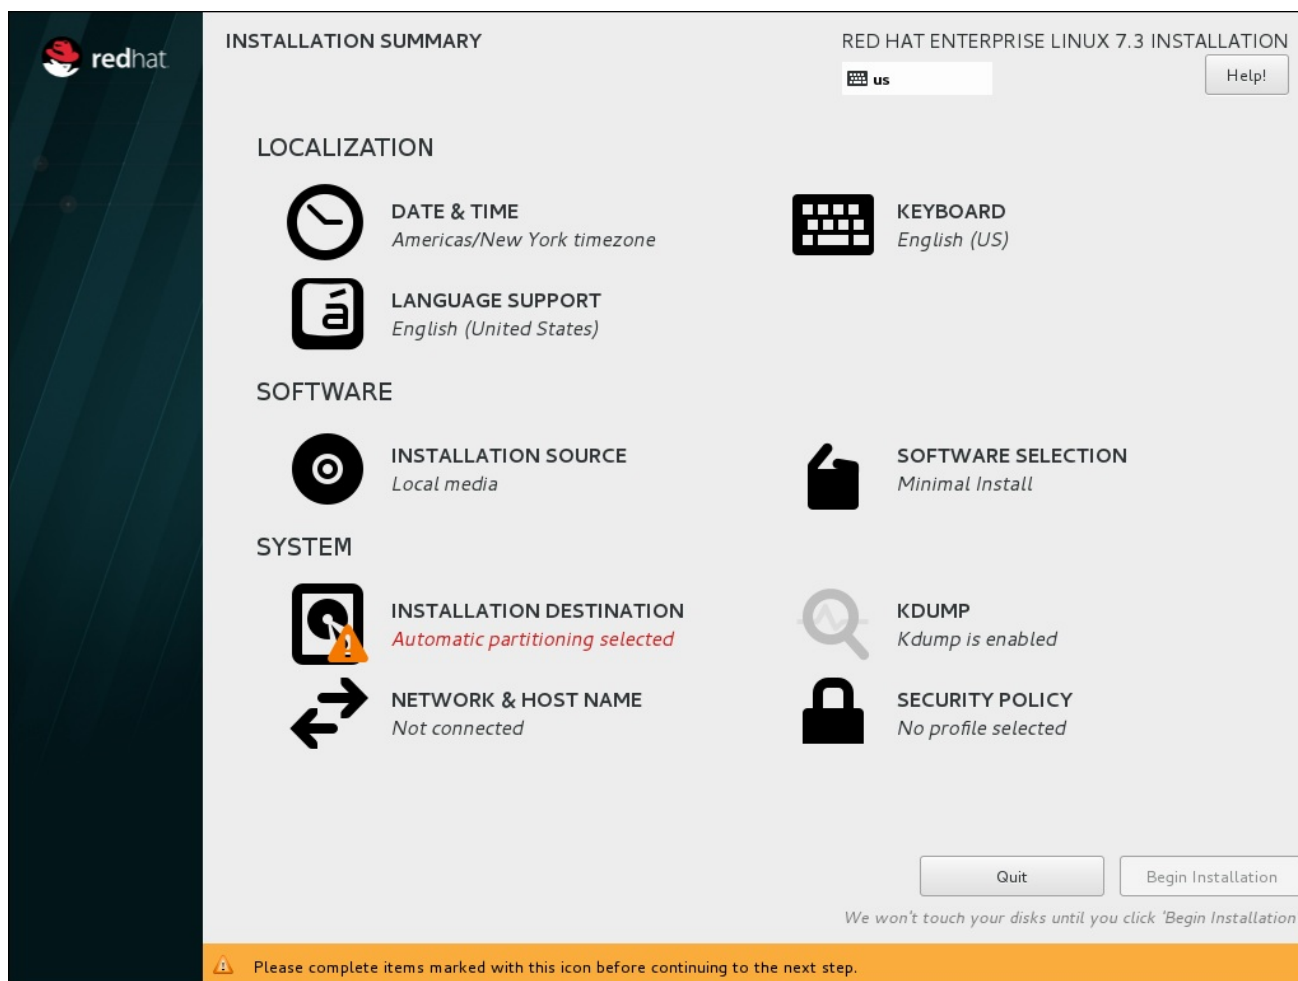 redhat.
INSTALLATION SUMMARY
RED HAT ENTERPRISE LINUX 7.3 INSTALLATION
us
Help!
LOCALIZATION
DATE & TIME
Americas/New York timezone
KEYBOARD
English (US)
LANGUAGE SUPPORT
English (United States)
SOFTWARE
INSTALLATION SOURCE
Local media
SOFTWARE SELECTION
Minimal Install
SYSTEM
INSTALLATION DESTINATION
Automatic partitioning selected
KDUMP
Kdump is enabled
NETWORK & HOST NAME
Not connected
SECURITY POLICY
No profile selected
Quit
Begin Installation
We won't touch your disks until you click 'Begin Installation
Please complete items marked with this icon before continuing to the next step.